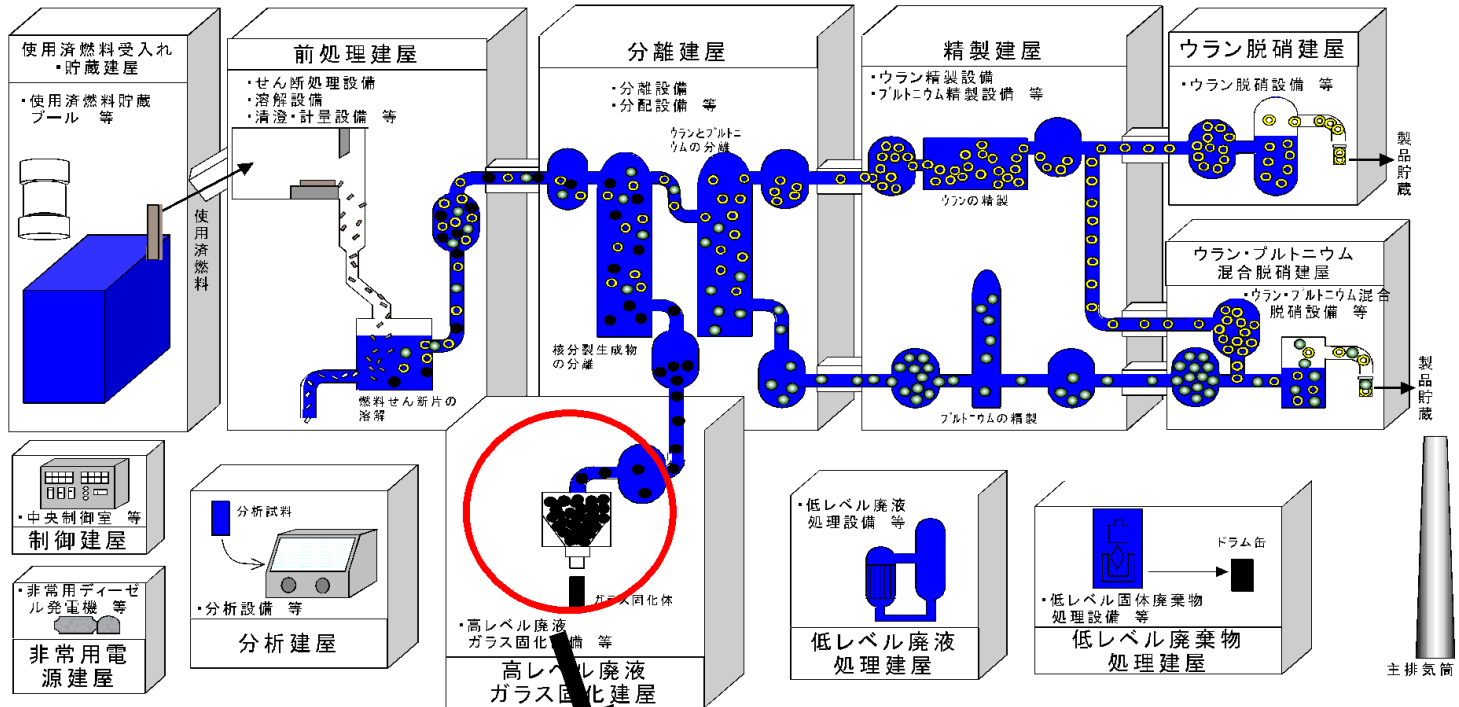 使用済燃料受入れ
・貯蔵建屋
・使用済燃料貯蔵
プール 等
使用済燃料
前処理建屋
・せん断処理設備
・溶解設備
・清澄・計量設備 等
燃料せん断片の
溶解
分離建屋
・分離設備
・分配設備 等
ウランとプルトニ
ウムの分離
核分裂生成物
の分離
精製建屋
・ウラン精製設備
・プルトニウム精製設備 等
ウランの精製
プルトニウムの精製
ウラン脱硝建屋
・ウラン脱硝設備 等
製品貯蔵
ウラン・プルトニウム
混合脱硝建屋
・ウラン・プルトニウム混合
脱硝設備 等
製品貯蔵
・中央制御室 等
制御建屋
・非常用ディーゼ
ル発電機 等
非常用電
源建屋
分析試料
・分析設備 等
分析建屋
ガラス固化体
・高レベル廃液
ガラス固化設備 等
高レベル廃液
ガラス固化建屋
・低レベル廃液
処理設備 等
低レベル廃液
処理建屋
ドラム缶
・低レベル固体廃棄物
処理設備 等
低レベル廃棄物
処理建屋
主排気筒